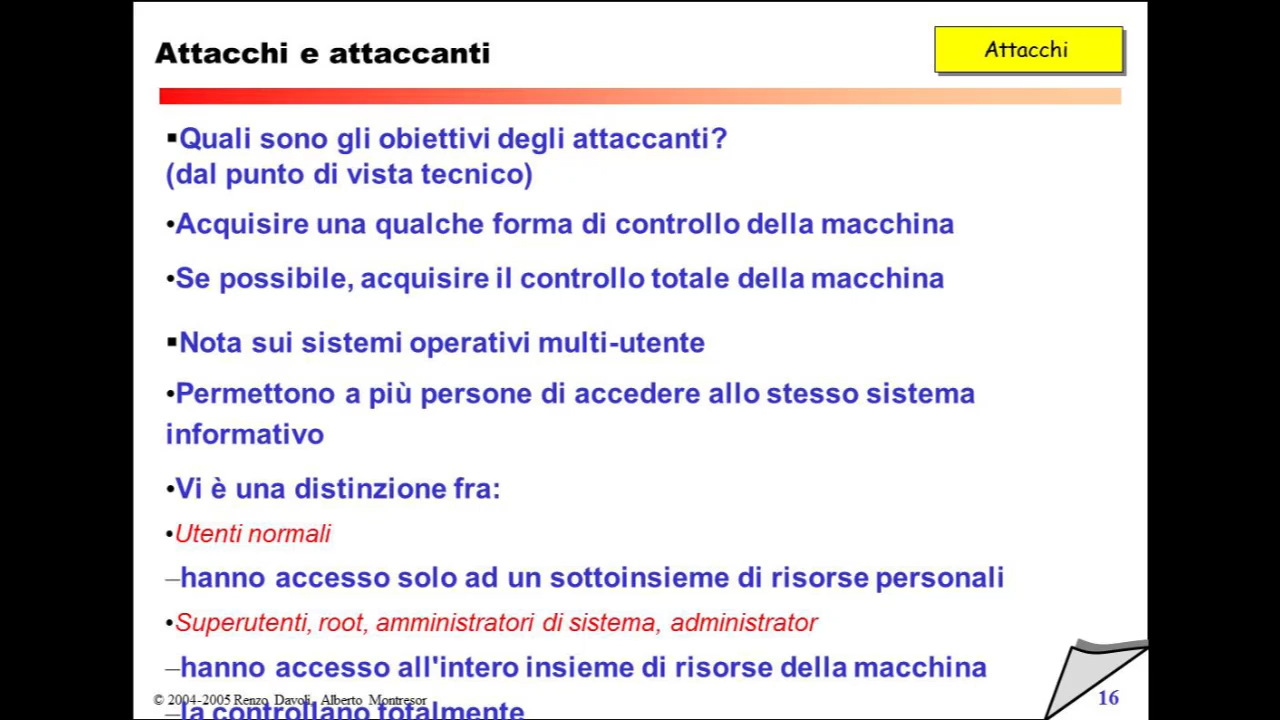 Attacchi e attaccanti
Attacchi
▪Quali sono gli obiettivi degli attaccanti?
(dal punto di vista tecnico)
•Acquisire una qualche forma di controllo della macchina
•Se possibile, acquisire il controllo totale della macchina
▪Nota sui sistemi operativi multi-utente
•Permettono a più persone di accedere allo stesso sistema
informativo
•Vi è una distinzione fra:
•Utenti normali
–hanno accesso solo ad un sottoinsieme di risorse personali
•Superutenti, root, amministratori di sistema, administrator
–hanno accesso all'intero insieme di risorse della macchina
© 2004-2005 Renzo Davoli, Alberto Montresor
–la controllano totalmente
16